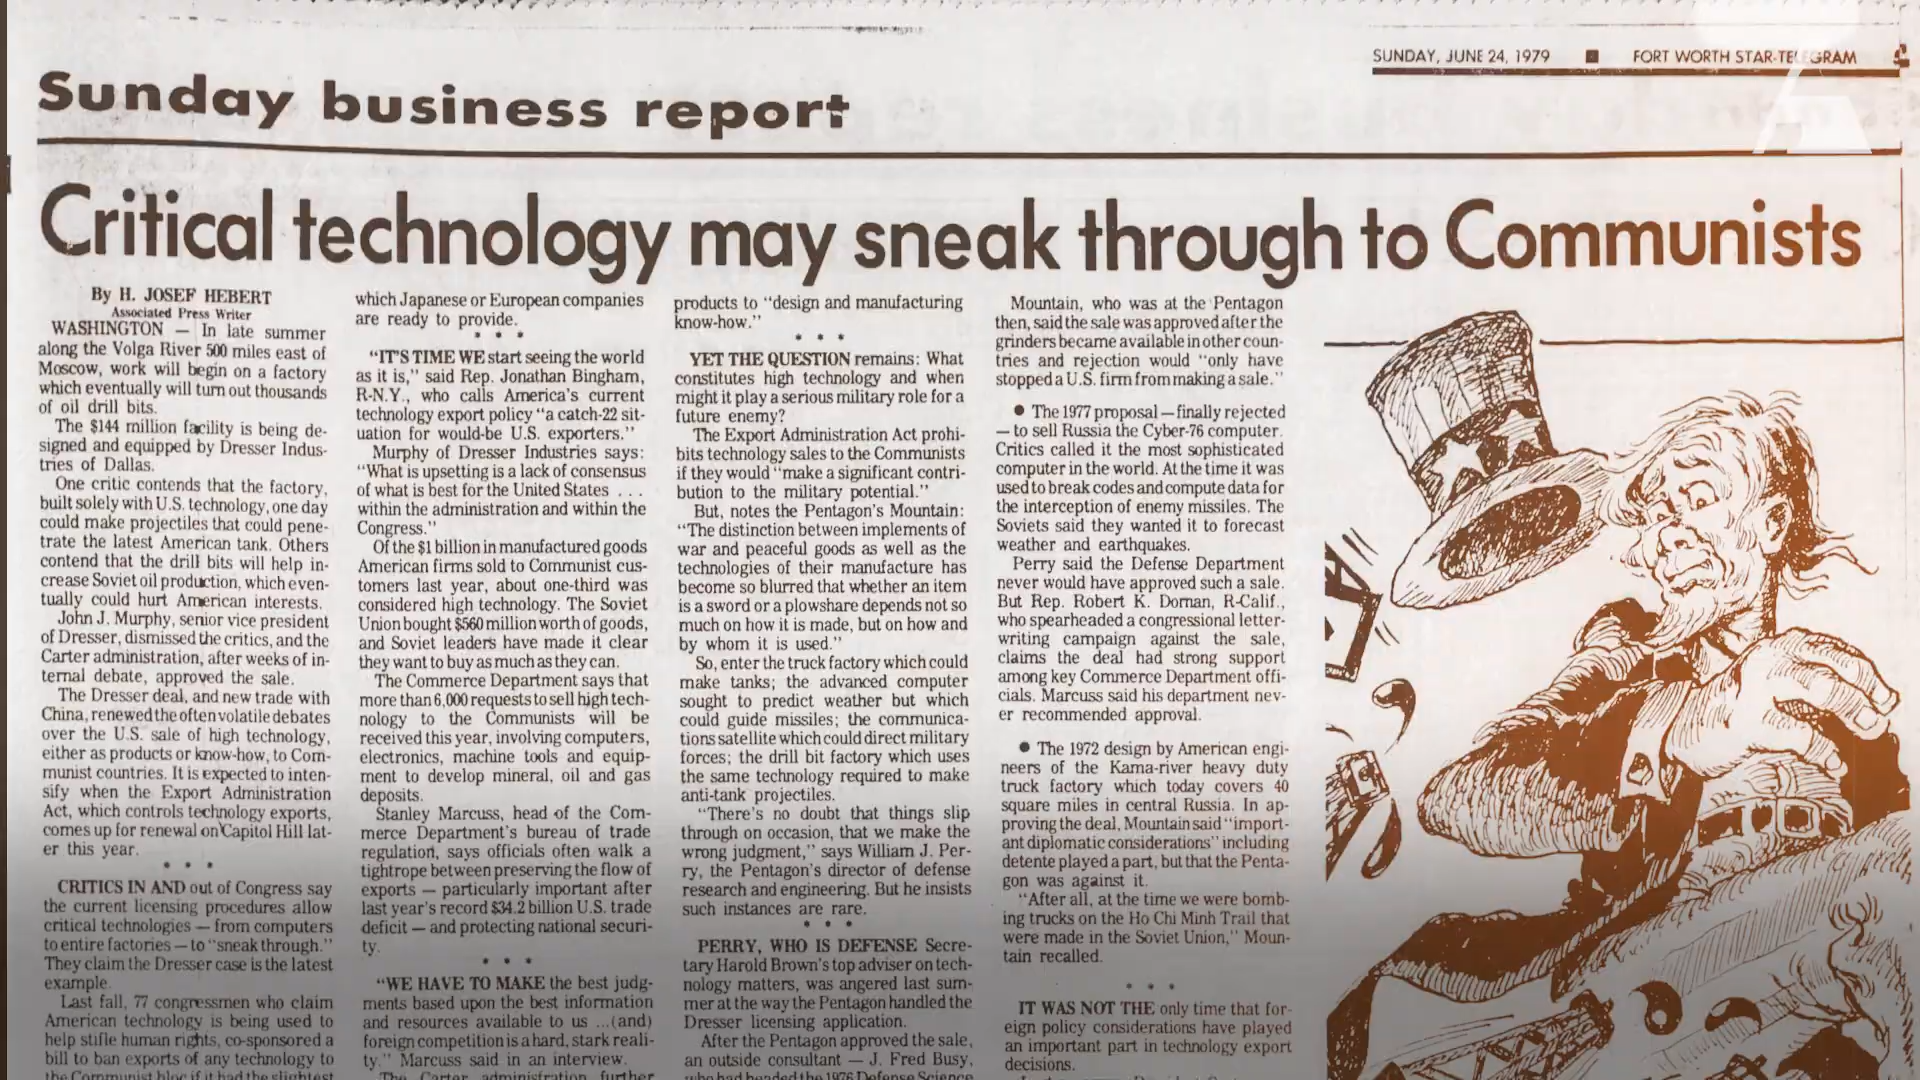 SUNDAY, JUNE 24, 1979 ■ FORT WORTH STAR-TELEGRAM
Sunday business report
Critical technology may sneak through to Communists
By H. JOSEF HEBERT
Associated Press Writer
WASHINGTON — In late summer
along the Volga River 500 miles east of
Moscow, work will begin on a factory
which eventually will turn out thousands
of oil drill bits.
The $144 million facility is being de-
signed and equipped by Dresser Indus-
tries of Dallas.
One critic contends that the factory,
built solely with U.S. technology, one day
could make projectiles that could pene-
trate the latest American tank. Others
contend that the drill bits will help in-
crease Soviet oil production, which even-
tually could hurt American interests.
John J. Murphy, senior vice president
of Dresser, dismissed the critics, and the
Carter administration, after weeks of in-
ternal debate, approved the sale.
The Dresser deal, and new trade with
China, renewed the often volatile debates
over the U.S. sale of high technology,
either as products or know-how, to Com-
munist countries. It is expected to inten-
sify when the Export Administration
Act, which controls technology exports,
comes up for renewal on Capitol Hill lat-
er this year.
• • •
CRITICS IN AND out of Congress say
the current licensing procedures allow
critical technologies — from computers
to entire factories — to “sneak through.”
They claim the Dresser case is the latest
example.
Last fall, 77 congressmen who claim
American technology is being used to
help stifle human rights, co-sponsored a
bill to ban exports of any technology to
the Communist bloc if it had the slightest
which Japanese or European companies
are ready to provide.
• • •
“IT'S TIME WE start seeing the world
as it is,” said Rep. Jonathan Bingham,
R-N.Y., who calls America's current
technology export policy “a catch-22 sit-
uation for would-be U.S. exporters.”
Murphy of Dresser Industries says:
“What is upsetting is a lack of consensus
of what is best for the United States . . .
within the administration and within the
Congress.”
Of the $1 billion in manufactured goods
American firms sold to Communist cus-
tomers last year, about one-third was
considered high technology. The Soviet
Union bought $560 million worth of goods,
and Soviet leaders have made it clear
they want to buy as much as they can.
The Commerce Department says that
more than 6,000 requests to sell high tech-
nology to the Communists will be
received this year, involving computers,
electronics, machine tools and equip-
ment to develop mineral, oil and gas
deposits.
Stanley Marcuss, head of the Com-
merce Department's bureau of trade
regulation, says officials often walk a
tightrope between preserving the flow of
exports — particularly important after
last year's record $34.2 billion U.S. trade
deficit — and protecting national securi-
ty.
• • •
“WE HAVE TO MAKE the best judg-
ments based upon the best information
and resources available to us ...(and)
foreign competition is a hard, stark reali-
ty.” Marcuss said in an interview.
The Carter administration further
products to “design and manufacturing
know-how.”
• • •
YET THE QUESTION remains: What
constitutes high technology and when
might it play a serious military role for a
future enemy?
The Export Administration Act prohi-
bits technology sales to the Communists
if they would “make a significant contri-
bution to the military potential.”
But, notes the Pentagon's Mountain:
“The distinction between implements of
war and peaceful goods as well as the
technologies of their manufacture has
become so blurred that whether an item
is a sword or a plowshare depends not so
much on how it is made, but on how and
by whom it is used.”
So, enter the truck factory which could
make tanks; the advanced computer
sought to predict weather but which
could guide missiles; the communica-
tions satellite which could direct military
forces; the drill bit factory which uses
the same technology required to make
anti-tank projectiles.
“There's no doubt that things slip
through on occasion, that we make the
wrong judgment,” says William J. Per-
ry, the Pentagon's director of defense
research and engineering. But he insists
such instances are rare.
• • •
PERRY, WHO IS DEFENSE Secre-
tary Harold Brown's top adviser on tech-
nology matters, was angered last sum-
mer at the way the Pentagon handled the
Dresser licensing application.
After the Pentagon approved the sale,
an outside consultant — J. Fred Busy,
who had headed the 1976 Defense Science
Mountain, who was at the Pentagon
then, said the sale was approved after the
grinders became available in other coun-
tries and rejection would “only have
stopped a U.S. firm from making a sale.”
● The 1977 proposal — finally rejected
— to sell Russia the Cyber-76 computer.
Critics called it the most sophisticated
computer in the world. At the time it was
used to break codes and compute data for
the interception of enemy missiles. The
Soviets said they wanted it to forecast
weather and earthquakes.
Perry said the Defense Department
never would have approved such a sale.
But Rep. Robert K. Dornan, R-Calif.,
who spearheaded a congressional letter-
writing campaign against the sale,
claims the deal had strong support
among key Commerce Department offi-
cials. Marcuss said his department nev-
er recommended approval.
● The 1972 design by American engi-
neers of the Kama-river heavy duty
truck factory which today covers 40
square miles in central Russia. In ap-
proving the deal, Mountain said “import-
ant diplomatic considerations” including
detente played a part, but that the Penta-
gon was against it.
“After all, at the time we were bomb-
ing trucks on the Ho Chi Minh Trail that
were made in the Soviet Union,” Moun-
tain recalled.
• • •
IT WAS NOT THE only time that for-
eign policy considerations have played
an important part in technology export
decisions.